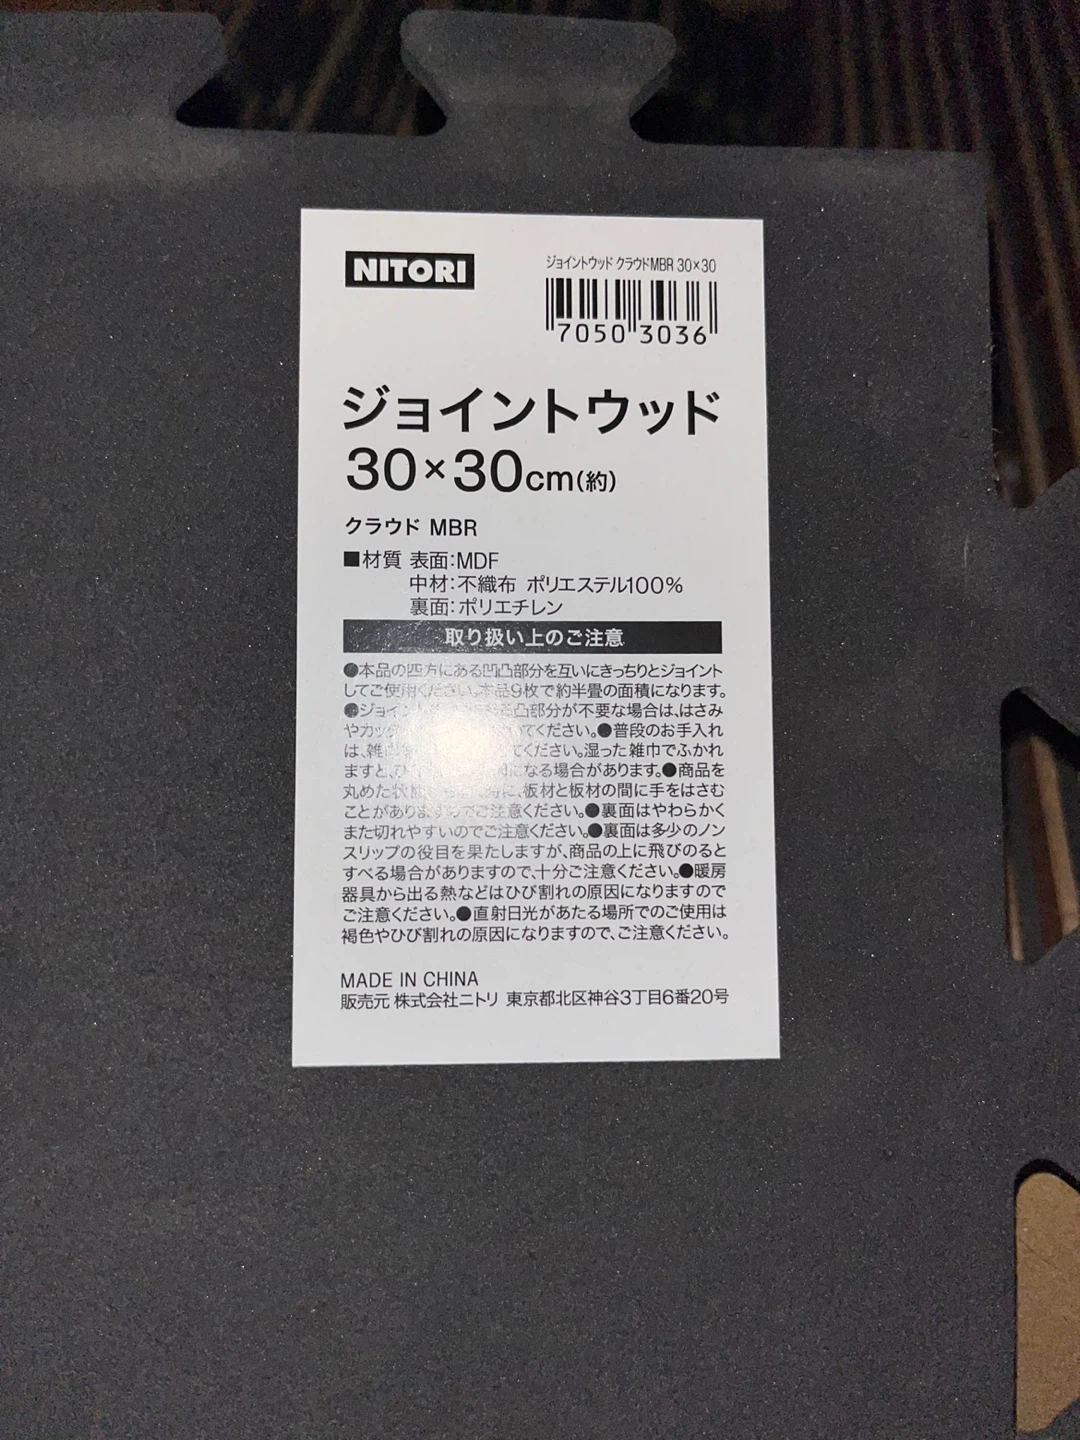 NITORI
ジョイントウッド クラウドMBR 30×30
7050 3036
ジョイントウッド
30×30cm(約)
クラウド MBR
■材質 表面:MDF
中材:不織布 ポリエステル100%
裏面:ポリエチレン
取り扱い上のご注意
●本品の四方にある凹凸部分を互いにきっちりとジョイント
してご使用ください。本品9枚で約半畳の面積になります。
●ジョイン 凸部分が不要な場合は、はさみ
やカッ いてください。●普段のお手入れ
は、雑 てください。湿った雑巾でふかれ
ますと、ひ になる場合があります。●商品を
丸めた状 に、板材と板材の間に手をはさむ
ことがありますのでご注意ください。●裏面はやわらかく
また切れやすいのでご注意ください。●裏面は多少のノン
スリップの役目を果たしますが、商品の上に飛びのると
すべる場合がありますので、十分ご注意ください。●暖房
器具から出る熱などはひび割れの原因になりますので
ご注意ください。●直射日光があたる場所でのご使用は
褐色やひび割れの原因になりますので、ご注意ください。
MADE IN CHINA
販売元 株式会社ニトリ 東京都北区神谷3丁目6番20号